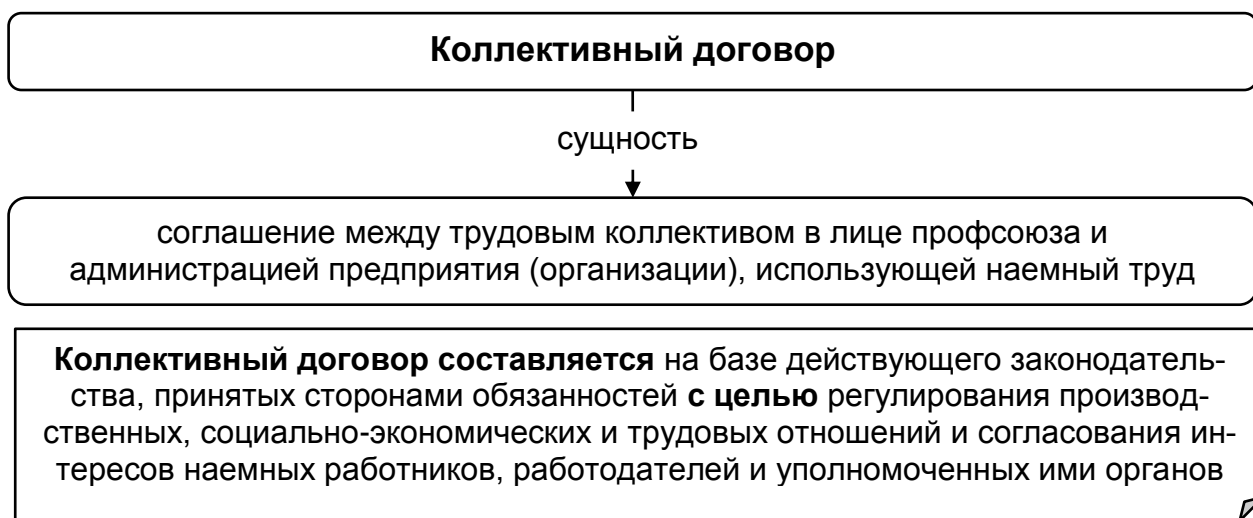 Коллективный договор
сущность
соглашение между трудовым коллективом в лице профсоюза и
администрацией предприятия (организации), использующей наемный труд
Коллективный договор составляется на базе действующего законодатель-
ства, принятых сторонами обязанностей с целью регулирования производ-
ственных, социально-экономических и трудовых отношений и согласования ин-
тересов наемных работников, работодателей и уполномоченных ими органов